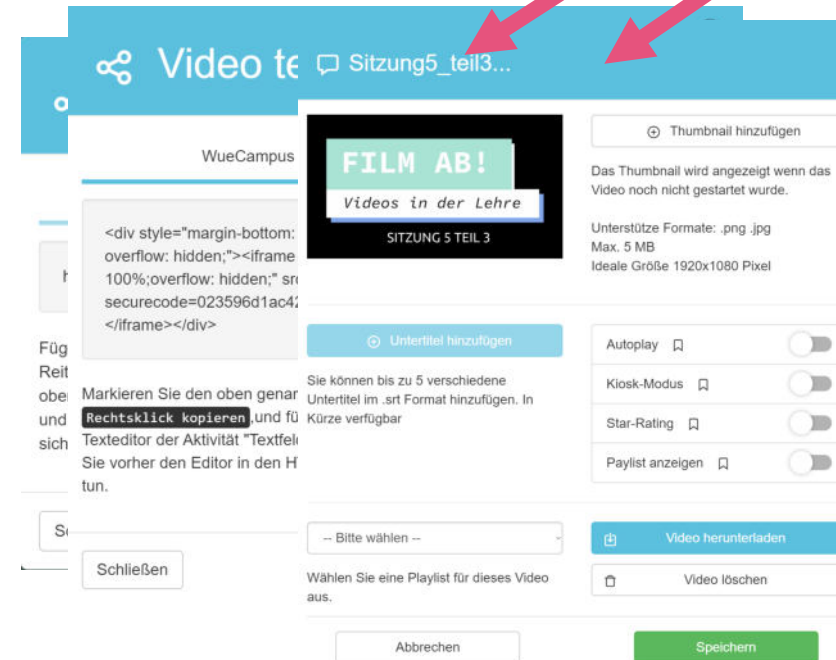 Video te
WueCampus
<div style="margin-bottom:
overflow: hidden;"><iframe
100%;overflow: hidden;" sr
securecode=023596d1ac42
</iframe></div>
Füg
Reit
ober
und
sich
Markieren Sie den oben genar
Rechtsklick kopieren ,und fü
Texteditor der Aktivität "Textfeld
Sie vorher den Editor in den H
tun.
Schließen
Sitzung5_teil3...
FILM AB!
Videos in der Lehre
SITZUNG 5 TEIL 3
Thumbnail hinzufügen
Das Thumbnail wird angezeigt wenn das
Video noch nicht gestartet wurde.
Unterstütze Formate: .png .jpg
Max. 5 MB
Ideale Größe 1920x1080 Pixel
Untertitel hinzufügen
Sie können bis zu 5 verschiedene
Untertitel im .srt Format hinzufügen. In
Kürze verfügbar
Autoplay
Kiosk-Modus
Star-Rating
Paylist anzeigen
-- Bitte wählen --
Wählen Sie eine Playlist für dieses Video
aus.
Video herunterladen
Video löschen
Abbrechen
Speichern